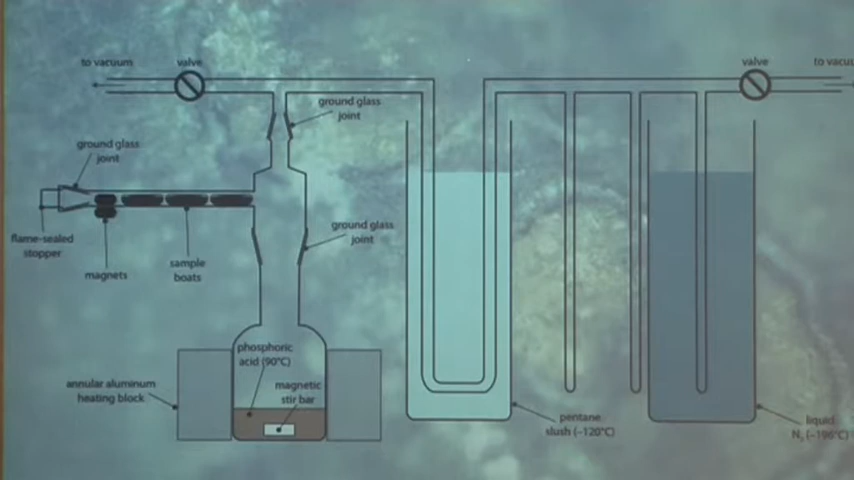 to vacuum
valve
ground glass
joint
ground glass
joint
flame-sealed
stopper
magnets
sample
boats
ground glass
joint
annular aluminum
heating block
phosphoric
acid (90°C)
magnetic
stir bar
pentane
slush (~120°C)
valve
to vacuu
liquid
N₂ (~196°C)